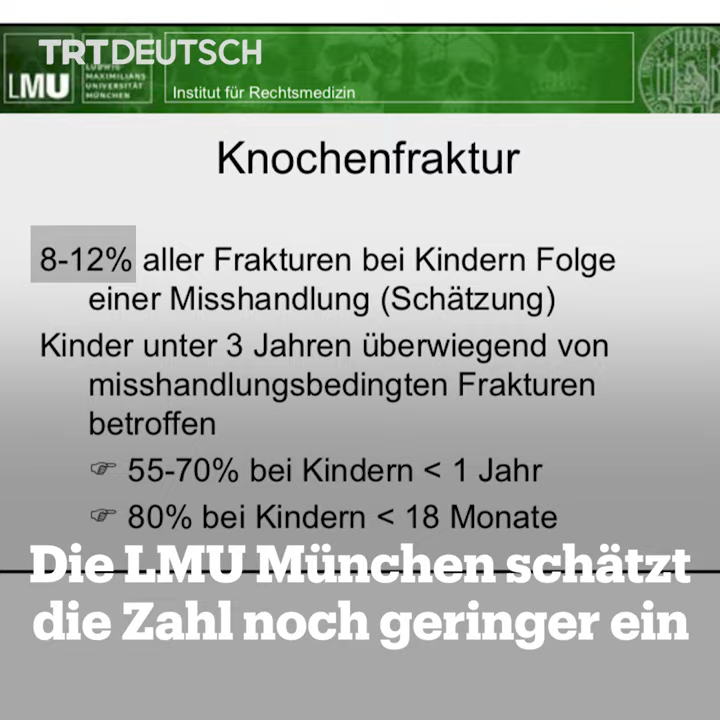 TRT DEUTSCH
LMU
LUDWIG-
MAXIMILIANS
UNIVERSITÄT
MÜNCHEN
Institut für Rechtsmedizin
Knochenfraktur
8-12% aller Frakturen bei Kindern Folge
einer Misshandlung (Schätzung)
Kinder unter 3 Jahren überwiegend von
misshandlungsbedingten Frakturen
betroffen
☞ 55-70% bei Kindern < 1 Jahr
☞ 80% bei Kindern < 18 Monate
Die LMU München schätzt
die Zahl noch geringer ein